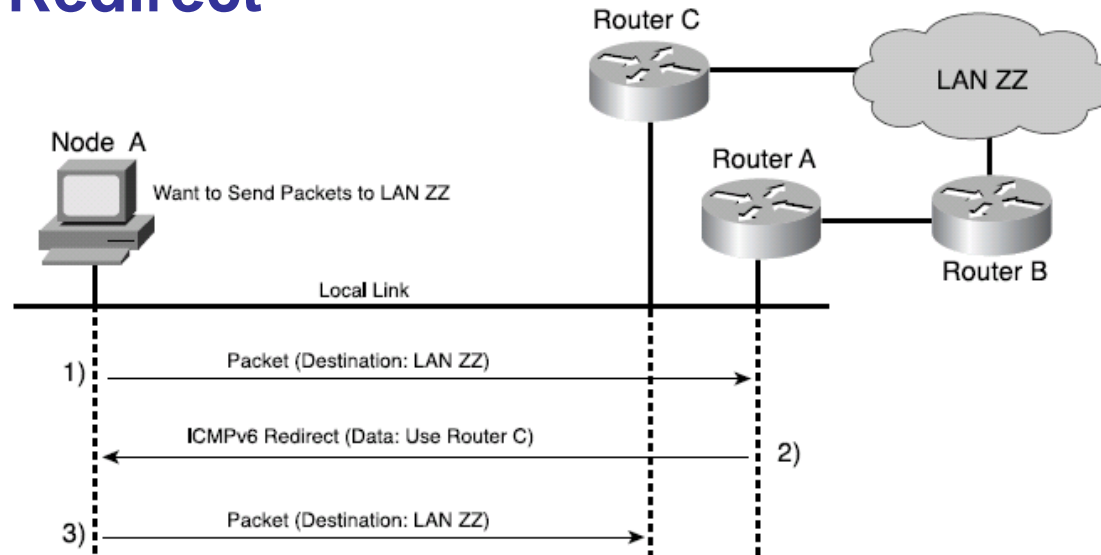 Redirect
Router C
LAN ZZ
Node A
Router A
Want to Send Packets to LAN ZZ
Router B
Local Link
Packet (Destination: LAN ZZ)
1)
ICMPv6 Redirect (Data: Use Router C)
2)
Packet (Destination: LAN ZZ)
3)